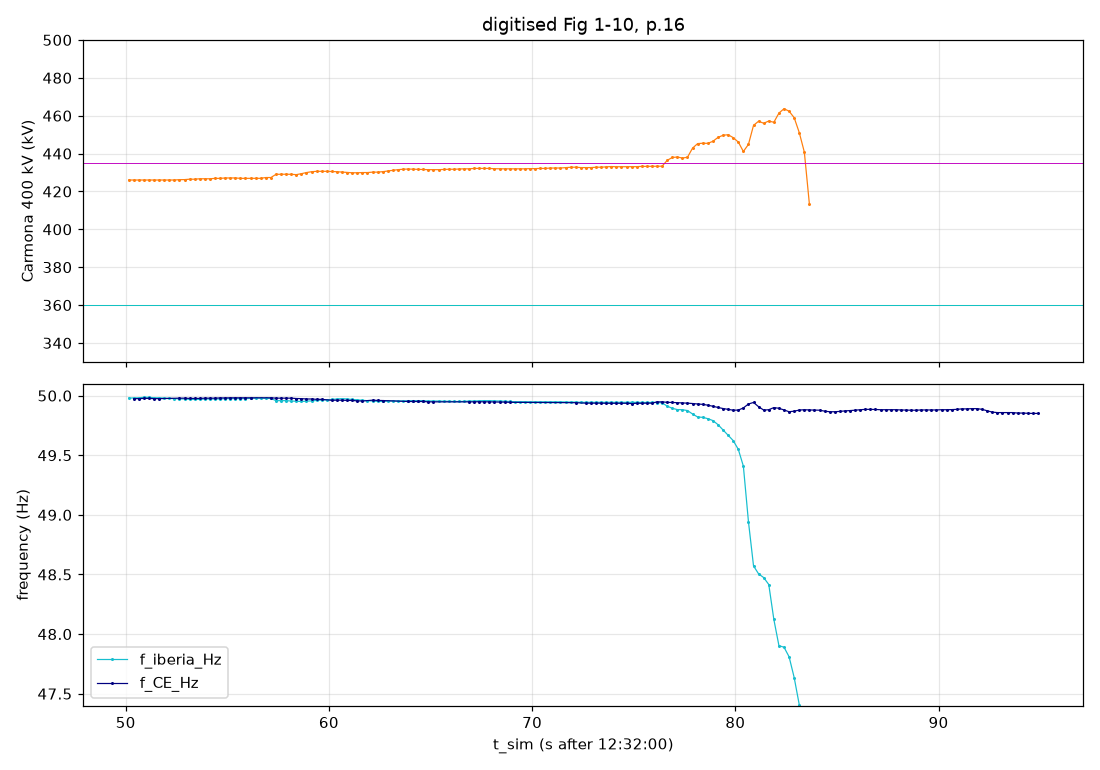 digitised Fig 1-10, p.16
500
480
460
440
420
400
380
360
340
Carmona 400 kV (kV)
50.0
49.5
49.0
48.5
48.0
47.5
frequency (Hz)
f_iberia_Hz
f_CE_Hz
50 60 70 80 90
t_sim (s after 12:32:00)